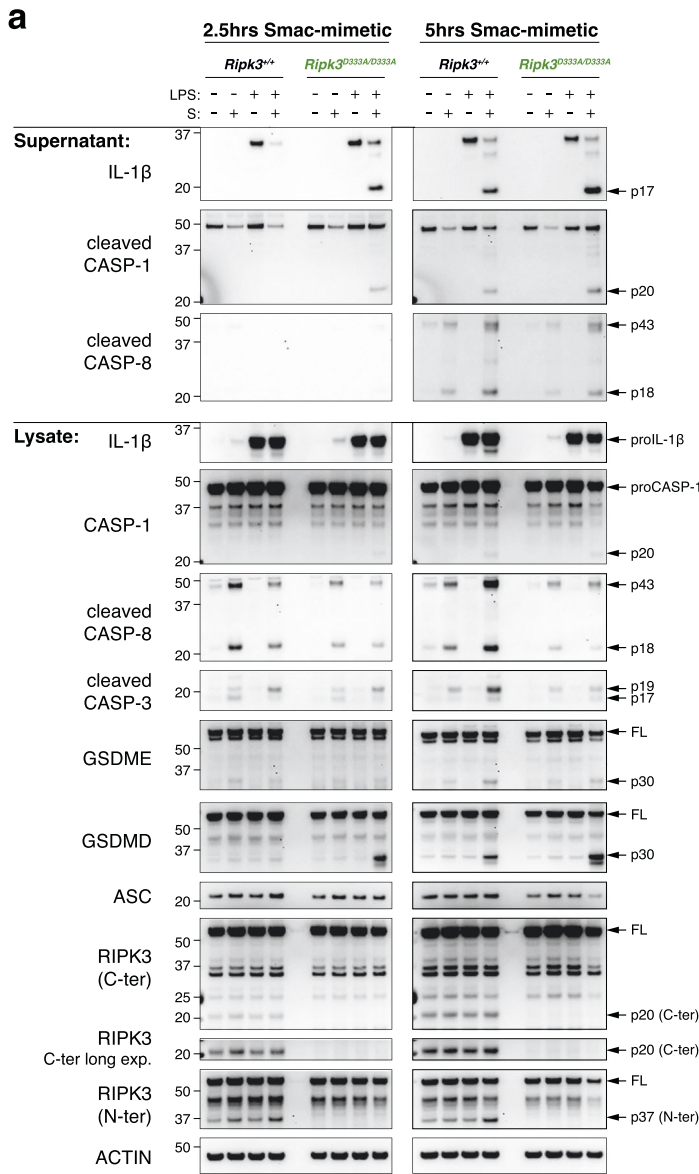 a
2.5hrs Smac-mimetic 5hrs Smac-mimetic
Ripk3+/+ Ripk3D333A/D333A Ripk3+/+ Ripk3D333A/D333A
LPS: - - + + - - + + - - + + - - + +
S: - + - + - + - + - + - + - + - +
Supernatant:
37
IL-1β
20
p17
50
cleaved
37
CASP-1
20
p20
50
p43
cleaved
37
CASP-8
20
p18
Lysate:
37
IL-1β
proIL-1β
50
proCASP-1
37
CASP-1
20
p20
50
p43
cleaved
37
CASP-8
20
p18
cleaved
20
p19
CASP-3
p17
FL
50
GSDME
37
p30
FL
50
GSDMD
37
p30
ASC
20
FL
50
RIPK3
37
(C-ter)
25
20
p20 (C-ter)
RIPK3
20
p20 (C-ter)
C-ter long exp.
RIPK3
50
FL
(N-ter)
37
p37 (N-ter)
50
ACTIN